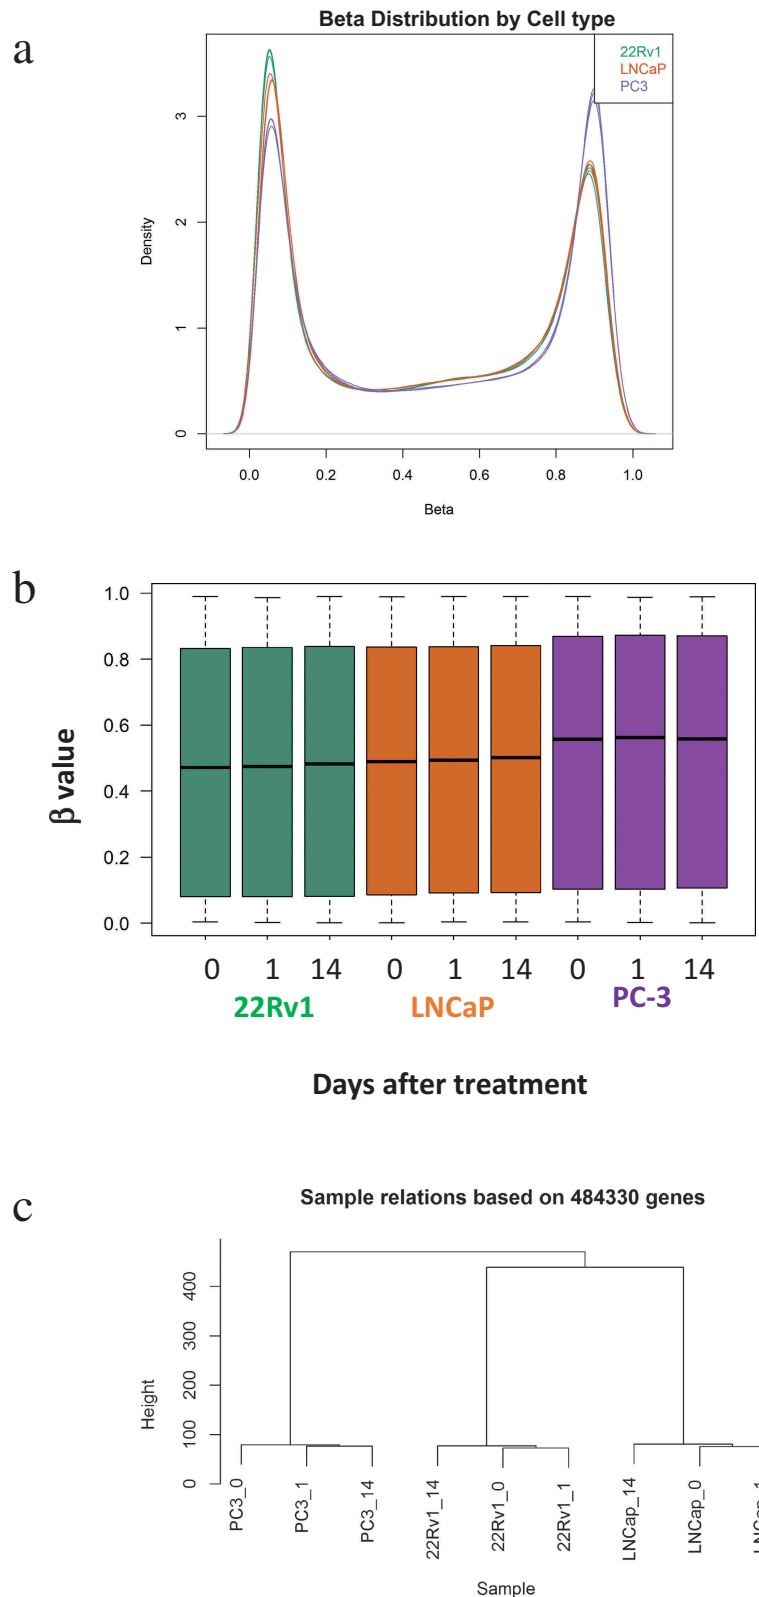 a
Beta Distribution by Cell type
22Rv1
LNCaP
PC3
Density
3
2
1
0
0.0 0.2 0.4 0.6 0.8 1.0
Beta
b
β value
1.0
0.8
0.6
0.4
0.2
0.0
0 1 14 0 1 14 0 1 14
22Rv1 LNCaP PC-3
Days after treatment
c
Sample relations based on 484330 genes
Height
400
300
200
100
0
PC3_0
PC3_1
PC3_14
22Rv1_14
22Rv1_0
22Rv1_1
LNCap_14
LNCap_0
LNCap_1
Sample